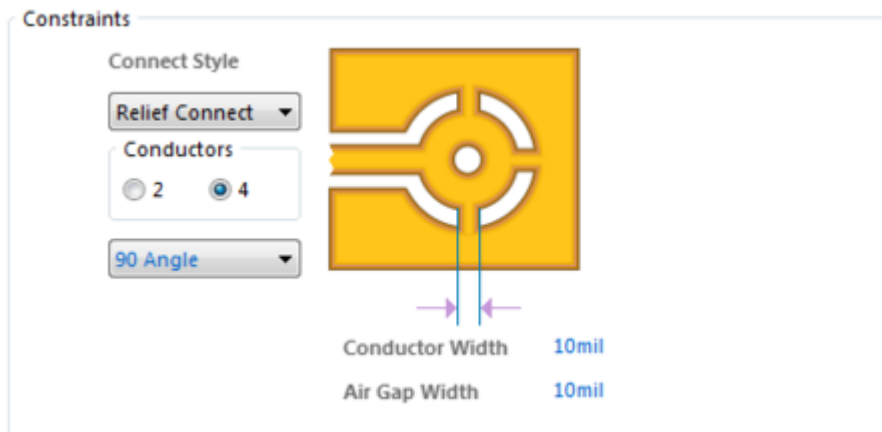 Constraints
Connect Style
Relief Connect
Conductors
2 4
90 Angle
Conductor Width 10mil
Air Gap Width 10mil